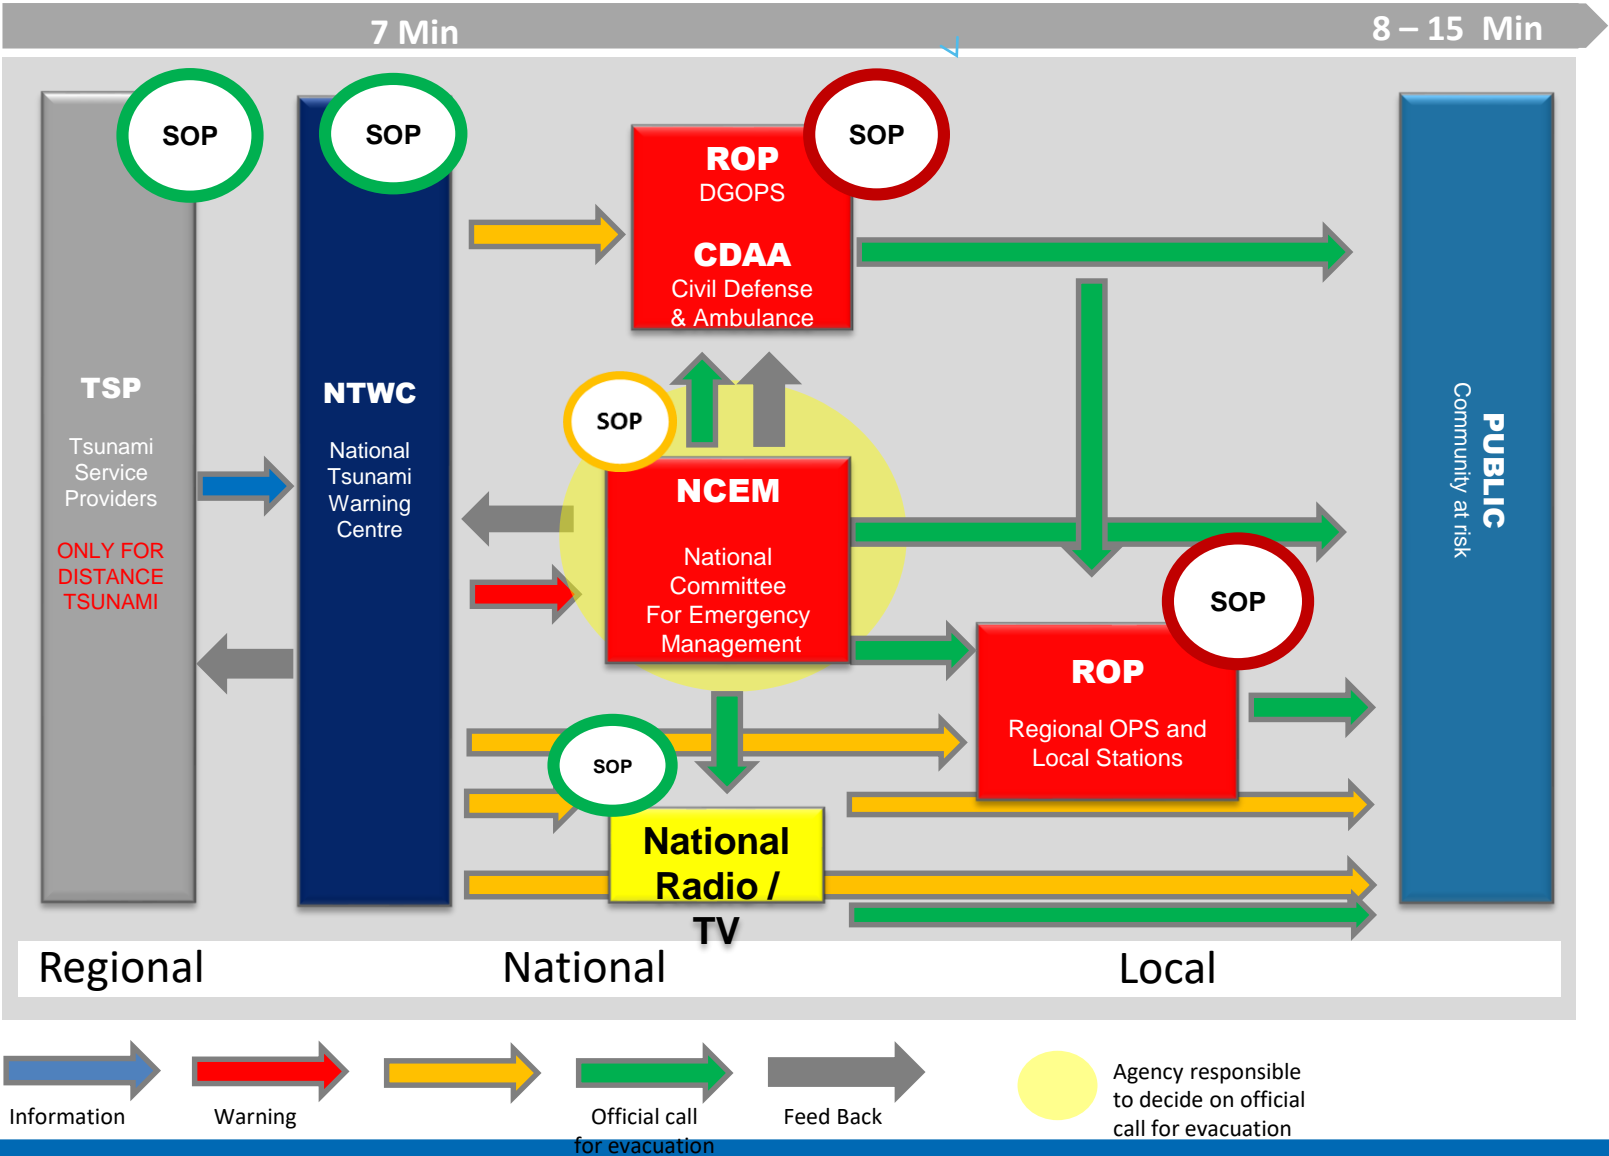 7 Min
8 – 15 Min
SOP
SOP
SOP
ROP
DGOPS
CDAA
Civil Defense
& Ambulance
TSP
Tsunami
Service
Providers
ONLY FOR
DISTANCE
TSUNAMI
NTWC
National
Tsunami
Warning
Centre
SOP
NCEM
National
Committee
For Emergency
Management
PUBLIC
Community at risk
SOP
ROP
Regional OPS and
Local Stations
SOP
National
Radio /
TV
Regional
National
Local
Information
Warning
Official call
for evacuation
Feed Back
Agency responsible
to decide on official
call for evacuation